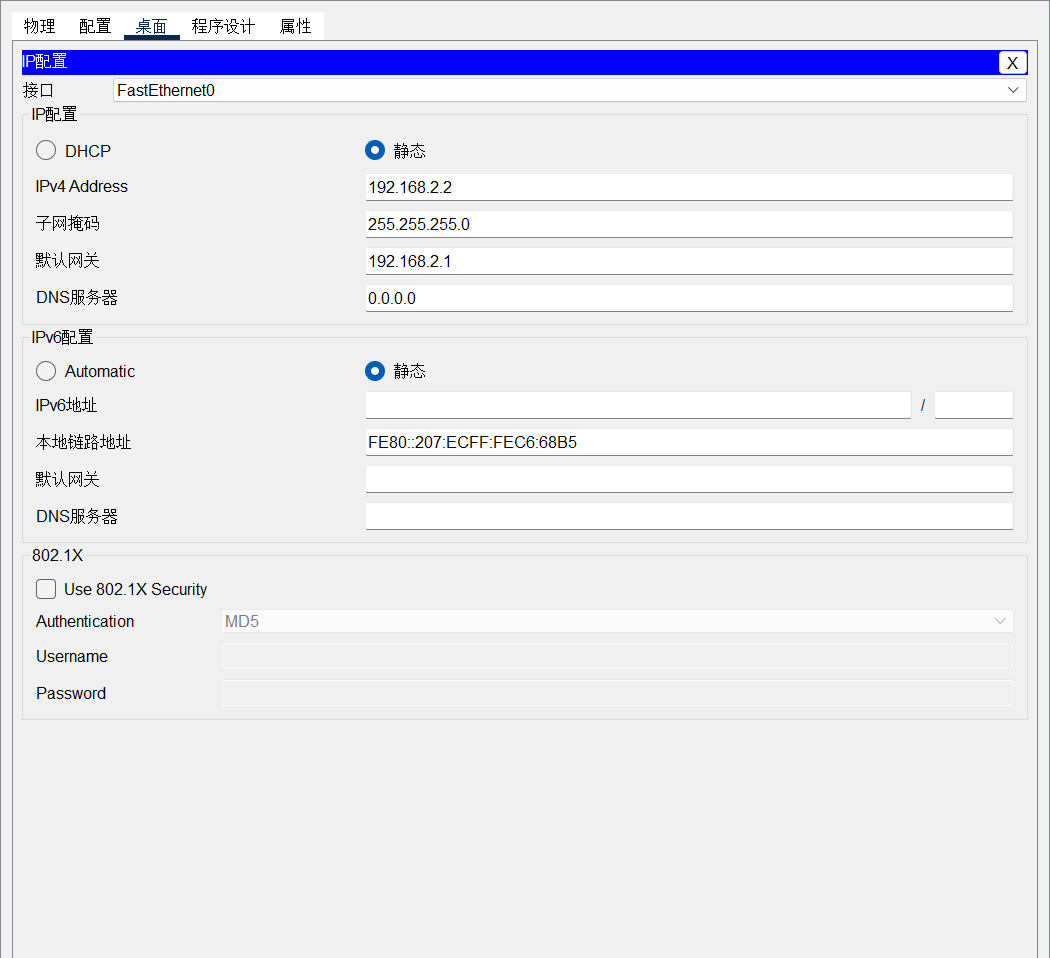 物理 配置 桌面 程序设计 属性
IP配置 X
接口 FastEthernet0
IP配置
DHCP 静态
IPv4 Address 192.168.2.2
子网掩码 255.255.255.0
默认网关 192.168.2.1
DNS服务器 0.0.0.0
IPv6配置
Automatic 静态
IPv6地址 /
本地链路地址 FE80::207:ECFF:FEC6:68B5
默认网关
DNS服务器
802.1X
Use 802.1X Security
Authentication MD5
Username
Password